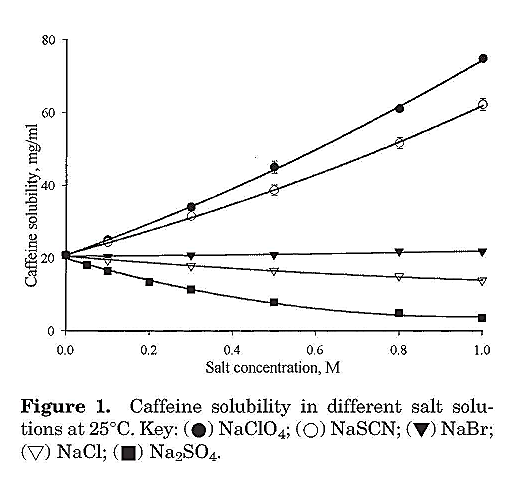 80
60
40
20
0
Caffeine solubility, mg/ml
0.0 0.2 0.4 0.6 0.8 1.0
Salt concentration, M
Figure 1. Caffeine solubility in different salt solu-
tions at 25°C. Key: (●) NaClO₄; (○) NaSCN; (▼) NaBr;
(▽) NaCl; (■) Na₂SO₄.